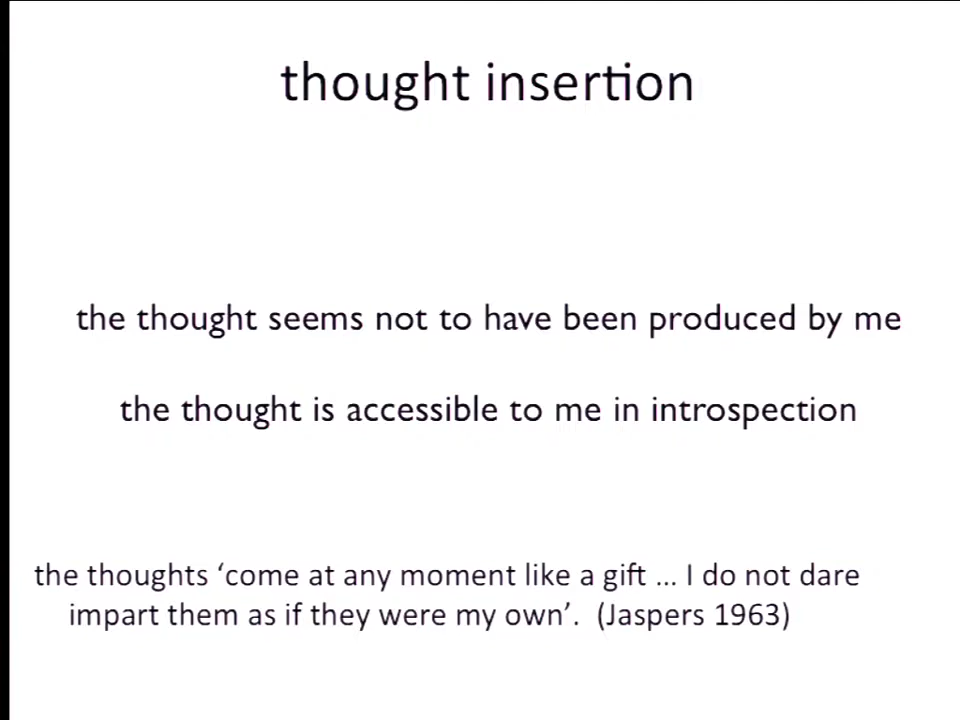 thought insertion
the thought seems not to have been produced by me
the thought is accessible to me in introspection
the thoughts ‘come at any moment like a gift ... I do not dare
impart them as if they were my own’. (Jaspers 1963)